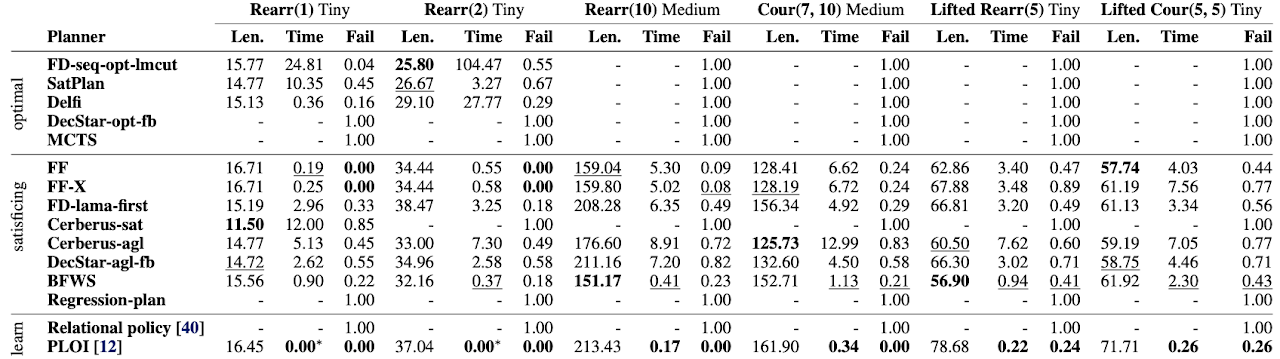 Rearr(1) Tiny Rearr(2) Tiny Rearr(10) Medium Cour(7, 10) Medium Lifted Rearr(5) Tiny Lifted Cour(5, 5) Tiny
Planner Len. Time Fail Len. Time Fail Len. Time Fail Len. Time Fail Len. Time Fail Len. Time Fail
optimal
FD-seq-opt-lmcut 15.77 24.81 0.04 25.80 104.47 0.55 - - 1.00 - - 1.00 - - 1.00 - - 1.00
SatPlan 14.77 10.35 0.45 26.67 3.27 0.67 - - 1.00 - - 1.00 - - 1.00 - - 1.00
Delfi 15.13 0.36 0.16 29.10 27.77 0.29 - - 1.00 - - 1.00 - - 1.00 - - 1.00
DecStar-opt-fb - - 1.00 - - 1.00 - - 1.00 - - 1.00 - - 1.00 - - 1.00
MCTS - - 1.00 - - 1.00 - - 1.00 - - 1.00 - - 1.00 - - 1.00
satisficing
FF 16.71 0.19 0.00 34.44 0.55 0.00 159.04 5.30 0.09 128.41 6.62 0.24 62.86 3.40 0.47 57.74 4.03 0.44
FF-X 16.71 0.25 0.00 34.44 0.58 0.00 159.80 5.02 0.08 128.19 6.72 0.24 67.88 3.48 0.89 61.19 7.56 0.77
FD-lama-first 15.19 2.96 0.33 38.47 3.25 0.18 208.28 6.35 0.49 156.34 4.92 0.29 66.81 3.20 0.49 61.13 3.34 0.56
Cerberus-sat 11.50 12.00 0.85 - - 1.00 - - 1.00 - - 1.00 - - 1.00 - - 1.00
Cerberus-agl 14.77 5.13 0.45 33.00 7.30 0.49 176.60 8.91 0.72 125.73 12.99 0.83 60.50 7.62 0.60 59.19 7.05 0.77
DecStar-agl-fb 14.72 2.62 0.55 34.96 2.58 0.58 211.16 7.20 0.82 132.60 4.50 0.58 66.30 3.02 0.71 58.75 4.46 0.71
BFWS 15.56 0.90 0.22 32.16 0.37 0.18 151.17 0.41 0.23 152.71 1.13 0.21 56.90 0.94 0.41 61.92 2.30 0.43
Regression-plan - - 1.00 - - 1.00 - - 1.00 - - 1.00 - - 1.00 - - 1.00
learn
Relational policy [40] - - 1.00 - - 1.00 - - 1.00 - - 1.00 - - 1.00 - - 1.00
PLOI [12] 16.45 0.00* 0.00 37.04 0.00* 0.00 213.43 0.17 0.00 161.90 0.34 0.00 78.68 0.22 0.24 71.71 0.26 0.26